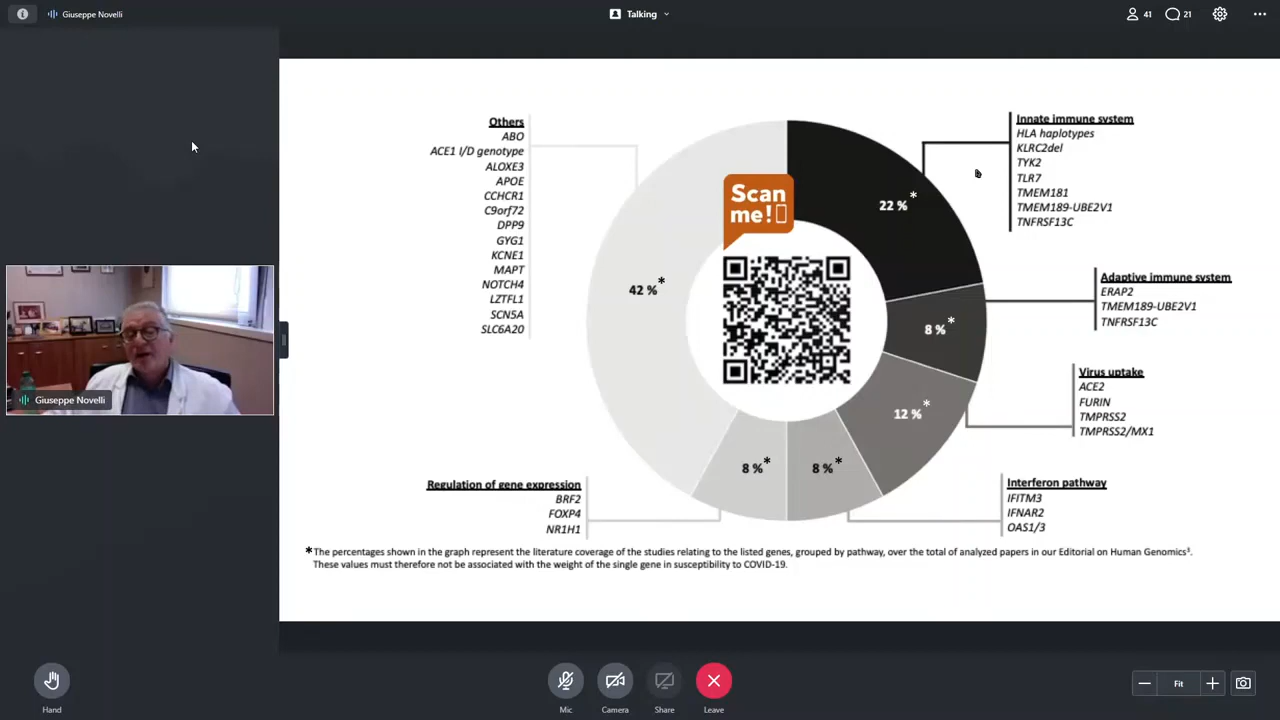 Giuseppe Novelli
Talking
41
21
Others
ABO
ACE1 I/D genotype
ALOXE3
APOE
CCHCR1
C9orf72
DPP9
GYG1
KCNE1
MAPT
NOTCH4
LZTFL1
SCN5A
SLC6A20
Innate immune system
HLA haplotypes
KLRC2del
TYK2
TLR7
TMEM181
TMEM189-UBE2V1
TNFRSF13C
Scan
me!
22 %*
42 %*
8 %*
12 %*
8 %*
8 %*
Adaptive immune system
ERAP2
TMEM189-UBE2V1
TNFRSF13C
Virus uptake
ACE2
FURIN
TMPRSS2
TMPRSS2/MX1
Giuseppe Novelli
Regulation of gene expression
BRF2
FOXP4
NR1H1
Interferon pathway
IFITM3
IFNAR2
OAS1/3
*The percentages shown in the graph represent the literature coverage of the studies relating to the listed genes, grouped by pathway, over the total of analyzed papers in our Editorial on Human Genomics³.
These values must therefore not be associated with the weight of the single gene in susceptibility to COVID-19.
Hand
Mic
Camera
Share
Leave
Fit